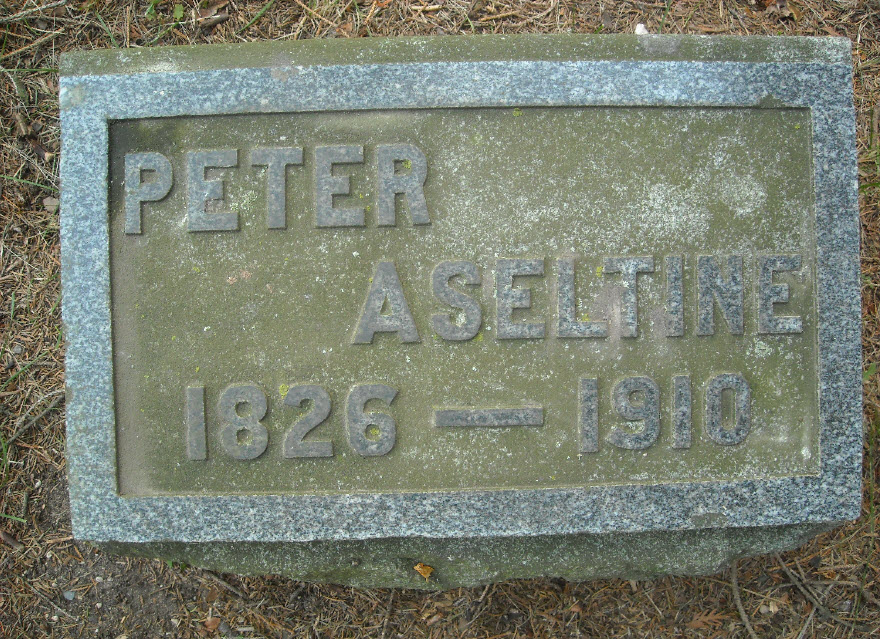 PETER
ASELTINE
1826 — 1910